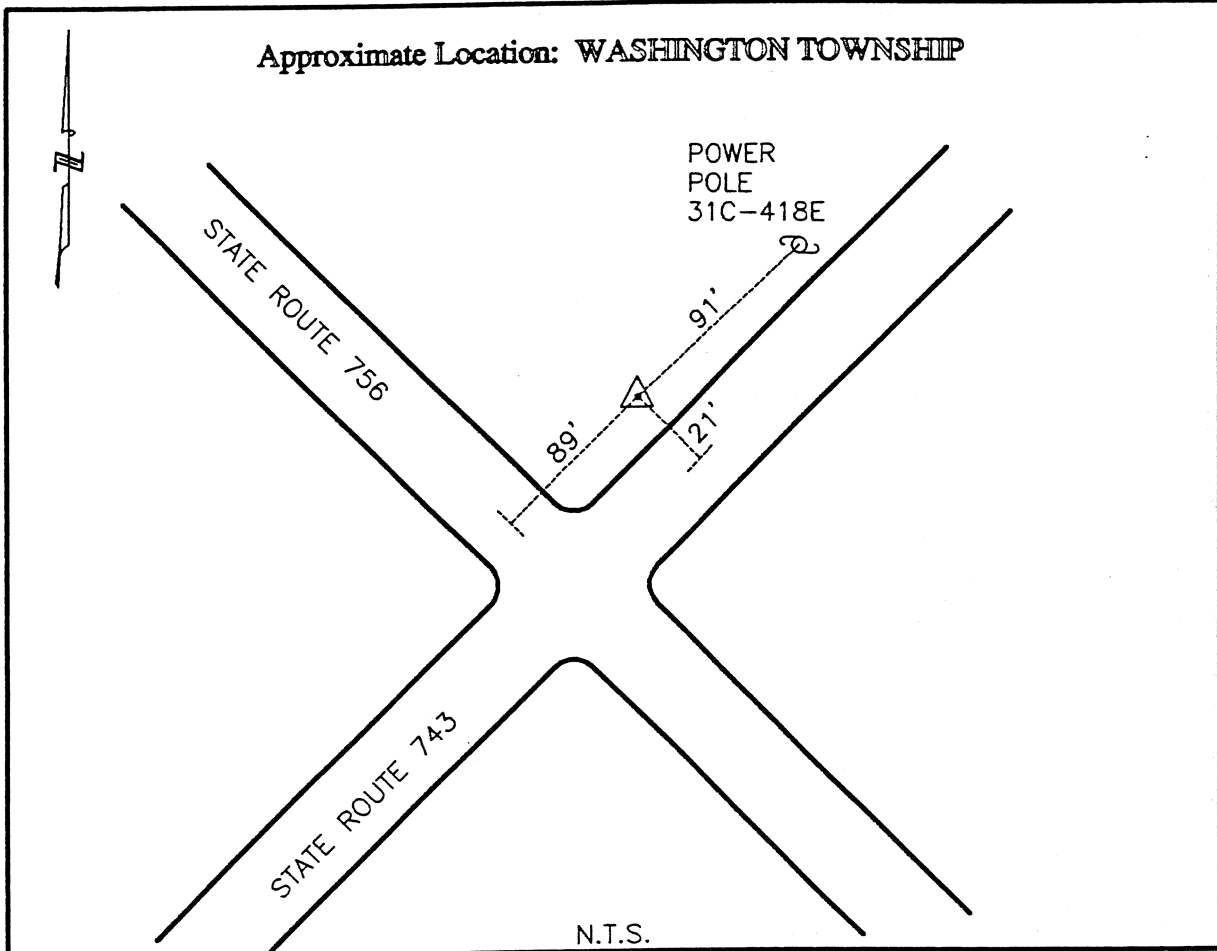 Approximate Location: WASHINGTON TOWNSHIP
N
POWER
POLE
31C-418E
STATE ROUTE 756
91'
89'
21'
STATE ROUTE 743
N.T.S.